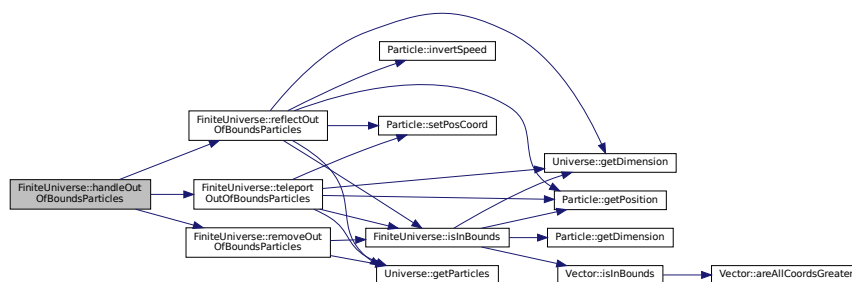 FiniteUniverse::handleOut
OfBoundsParticles
FiniteUniverse::reflectOut
OfBoundsParticles
FiniteUniverse::teleport
OutOfBoundsParticles
FiniteUniverse::removeOut
OfBoundsParticles
Particle::invertSpeed
Particle::setPosCoord
FiniteUniverse::isInBounds
Universe::getParticles
Universe::getDimension
Particle::getPosition
Particle::getDimension
Vector::isInBounds
Vector::areAllCoordsGreater